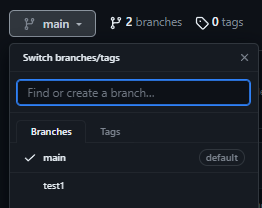 main
2 branches
0 tags
Switch branches/tags
Find or create a branch...
Branches
Tags
main
default
test1